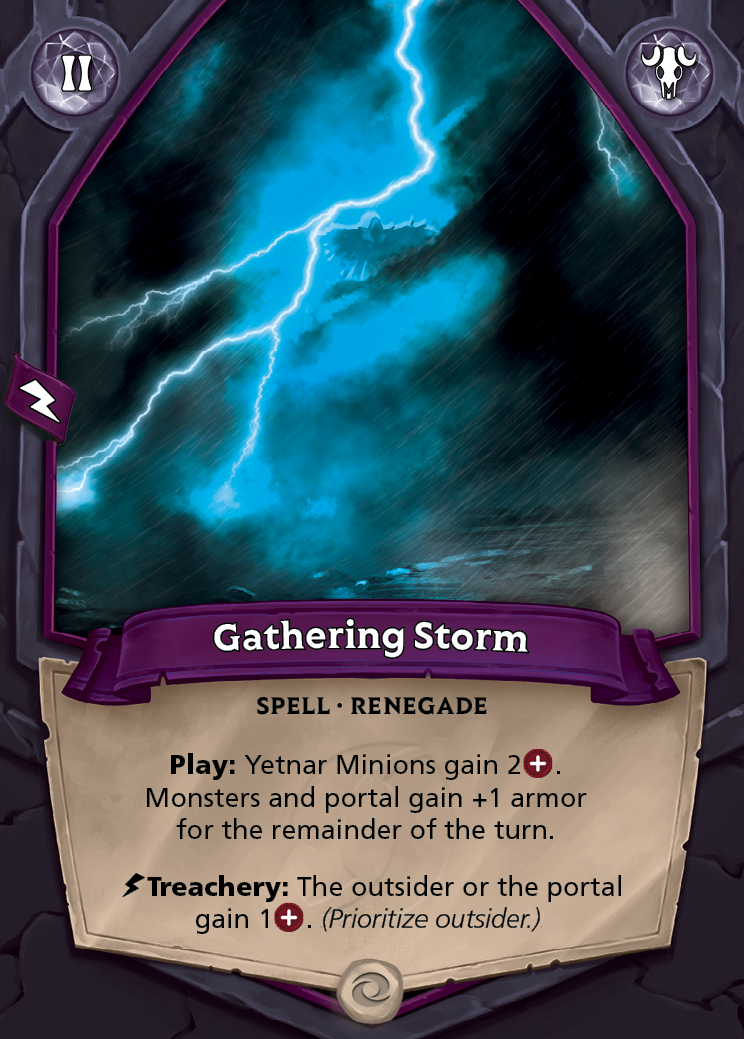 II
Gathering Storm
SPELL · RENEGADE
Play: Yetnar Minions gain 2.
Monsters and portal gain +1 armor
for the remainder of the turn.
Treachery: The outsider or the portal
gain 1. (Prioritize outsider.)